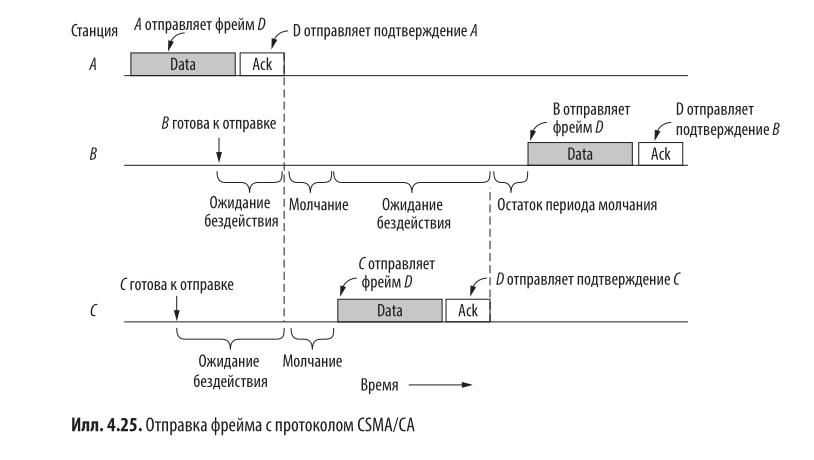 Станция
A отправляет фрейм D
D отправляет подтверждение A
A
Data
Ack
B готова к отправке
B отправляет
фрейм D
D отправляет
подтверждение B
B
Data
Ack
Ожидание
бездействия
Молчание
Ожидание
бездействия
Остаток периода молчания
C готова к отправке
C отправляет
фрейм D
D отправляет подтверждение C
C
Data
Ack
Ожидание
бездействия
Молчание
Время
Илл. 4.25. Отправка фрейма с протоколом CSMA/CA